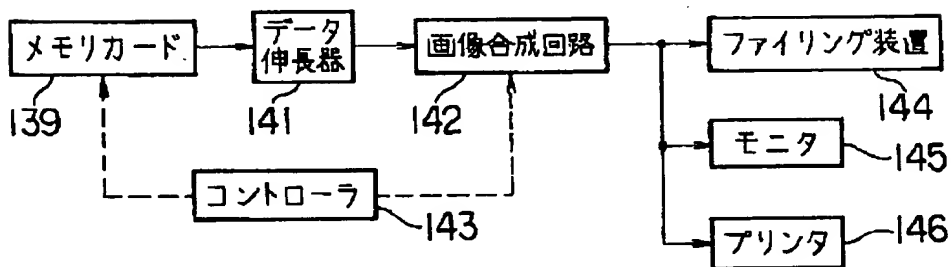 メモリカード
139
データ
伸長器
141
画像合成回路
142
ファイリング装置
144
モニタ
145
コントローラ
143
プリンタ
146